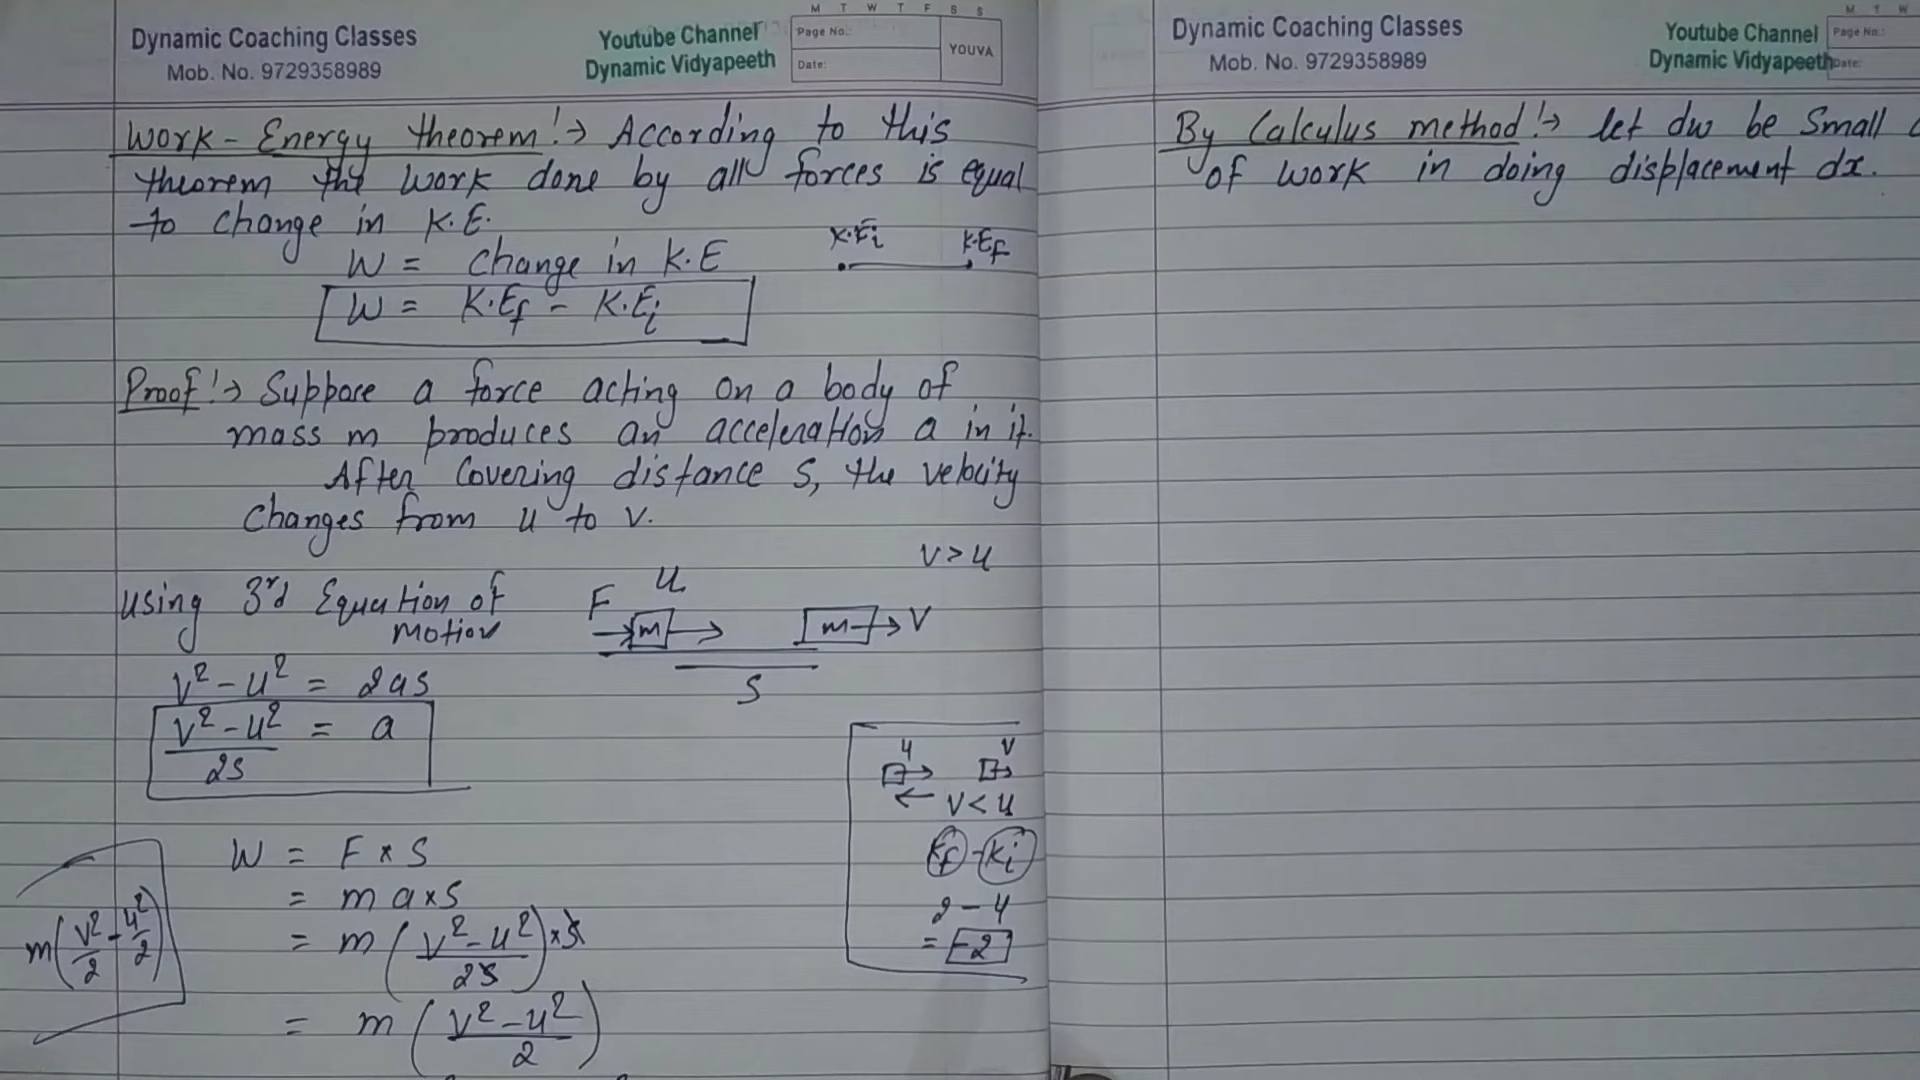 Dynamic Coaching Classes
Mob. No. 9729358989
Youtube Channel
Dynamic Vidyapeeth
M T W T F S S
Page No.:
Date:
YOUVA
Work-Energy theorem:→ According to this
theorem the work done by all forces is equal
to change in K.E.
W = change in K.E
W = K.Ef - K.Ei
K.Ei K.Ef
Proof:→ Suppose a force acting on a body of
mass m produces an acceleration a in it.
After Covering distance S, the velocity
changes from u to v.
v>u
using 3rd Equation of
motion
F u
m m v
S
v² - u² = 2as
v² - u² / 2s = a
W = F × S
= m a × s
= m (v² - u² / 2s) × s
= m (v² - u² / 2)
m (v²/2 - u²/2)
u v
v<u
Kf - Ki
2 - 4
= -2
Dynamic Coaching Classes
Mob. No. 9729358989
Youtube Channel
Dynamic Vidyapeeth
M T W
Page No.:
Date:
By Calculus method:→ let dw be Small
of work in doing displacement dx.